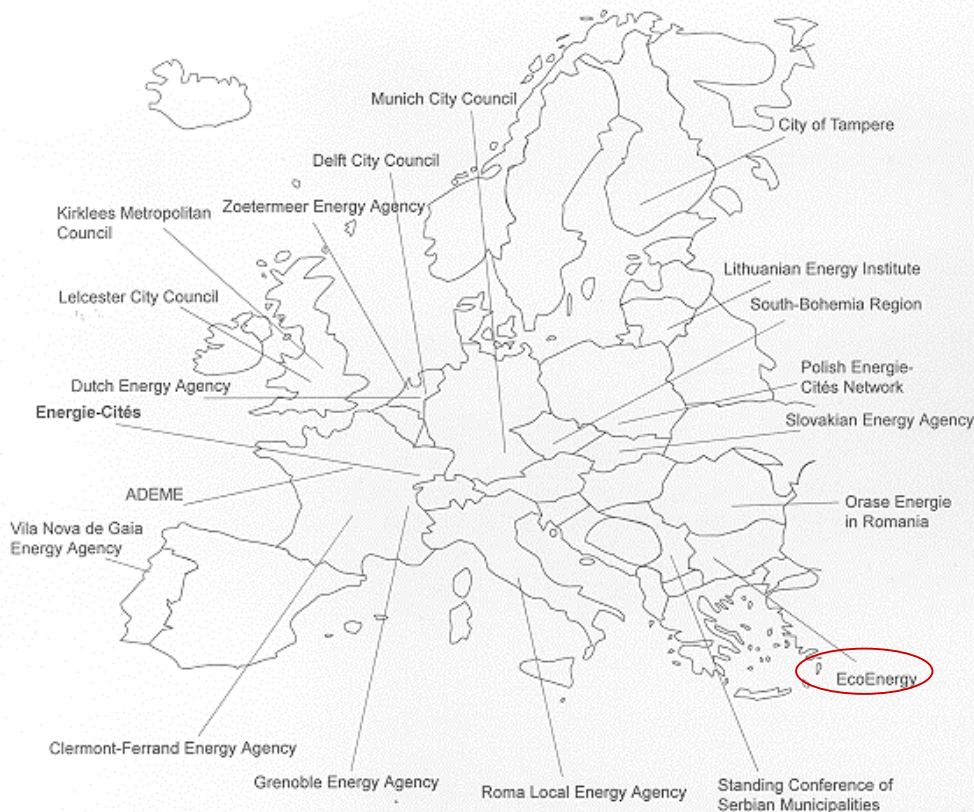 Munich City Council
City of Tampere
Delft City Council
Zoetermeer Energy Agency
Kirklees Metropolitan
Council
Lithuanian Energy Institute
Lelcester City Council
South-Bohemia Region
Polish Energie-
Cités Network
Dutch Energy Agency
Energie-Cités
Slovakian Energy Agency
ADEME
Orase Energie
in Romania
Vila Nova de Gaia
Energy Agency
EcoEnergy
Clermont-Ferrand Energy Agency
Grenoble Energy Agency
Roma Local Energy Agency
Standing Conference of
Serbian Municipalities